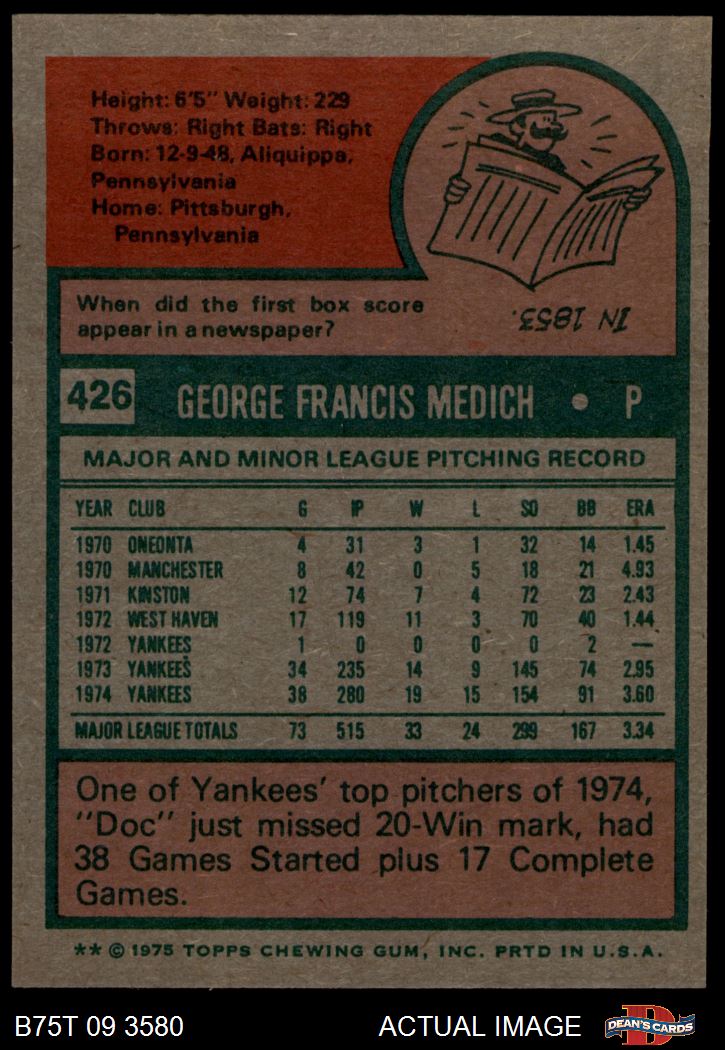 Height: 6'5" Weight: 229
Throws: Right Bats: Right
Born: 12-9-48, Aliquippa,
Pennsylvania
Home: Pittsburgh,
Pennsylvania
When did the first box score
appear in a newspaper?
IN 1853.
426 GEORGE FRANCIS MEDICH • P
MAJOR AND MINOR LEAGUE PITCHING RECORD
YEAR CLUB G IP W L SO BB ERA
1970 ONEONTA 4 31 3 1 32 14 1.45
1970 MANCHESTER 8 42 0 5 18 21 4.93
1971 KINSTON 12 74 7 4 72 23 2.43
1972 WEST HAVEN 17 119 11 3 70 40 1.44
1972 YANKEES 1 0 0 0 0 2 —
1973 YANKEES 34 235 14 9 145 74 2.95
1974 YANKEES 38 280 19 15 154 91 3.60
MAJOR LEAGUE TOTALS 73 515 33 24 299 167 3.34
One of Yankees' top pitchers of 1974,
"Doc" just missed 20-Win mark, had
38 Games Started plus 17 Complete
Games.
** © 1975 TOPPS CHEWING GUM, INC. PRTD IN U.S.A.
B75T 09 3580 ACTUAL IMAGE D DEAN'S CARDS